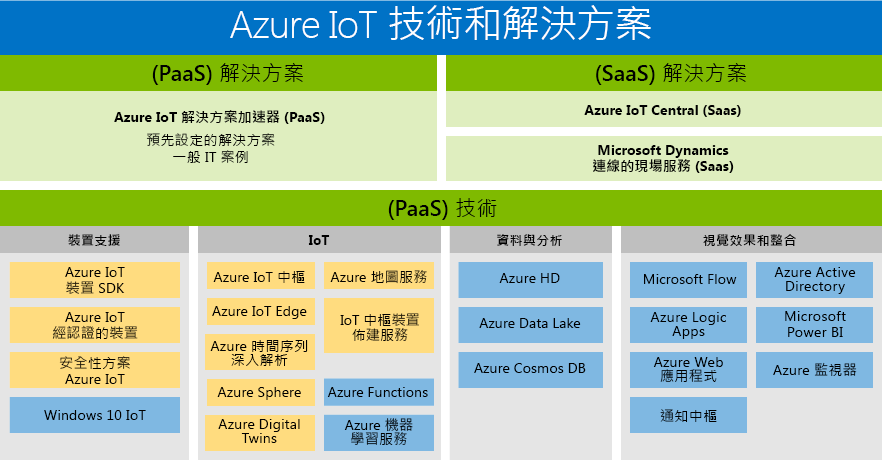 Azure IoT 技術和解決方案
(PaaS) 解決方案
Azure IoT 解決方案加速器 (PaaS)
預先設定的解決方案
一般 IT 案例
(SaaS) 解決方案
Azure IoT Central (Saas)
Microsoft Dynamics
連線的現場服務 (Saas)
(PaaS) 技術
裝置支援
Azure IoT
裝置 SDK
Azure IoT
經認證的裝置
安全性方案
Azure IoT
Windows 10 IoT
IoT
Azure IoT 中樞
Azure IoT Edge
Azure 時間序列
深入解析
Azure Sphere
Azure Digital
Twins
Azure 地圖服務
IoT 中樞裝置
佈建服務
Azure Functions
Azure 機器
學習服務
資料與分析
Azure HD
Azure Data Lake
Azure Cosmos DB
視覺效果和整合
Microsoft Flow
Azure Logic
Apps
Azure Web
應用程式
通知中樞
Azure Active
Directory
Microsoft
Power BI
Azure 監視器